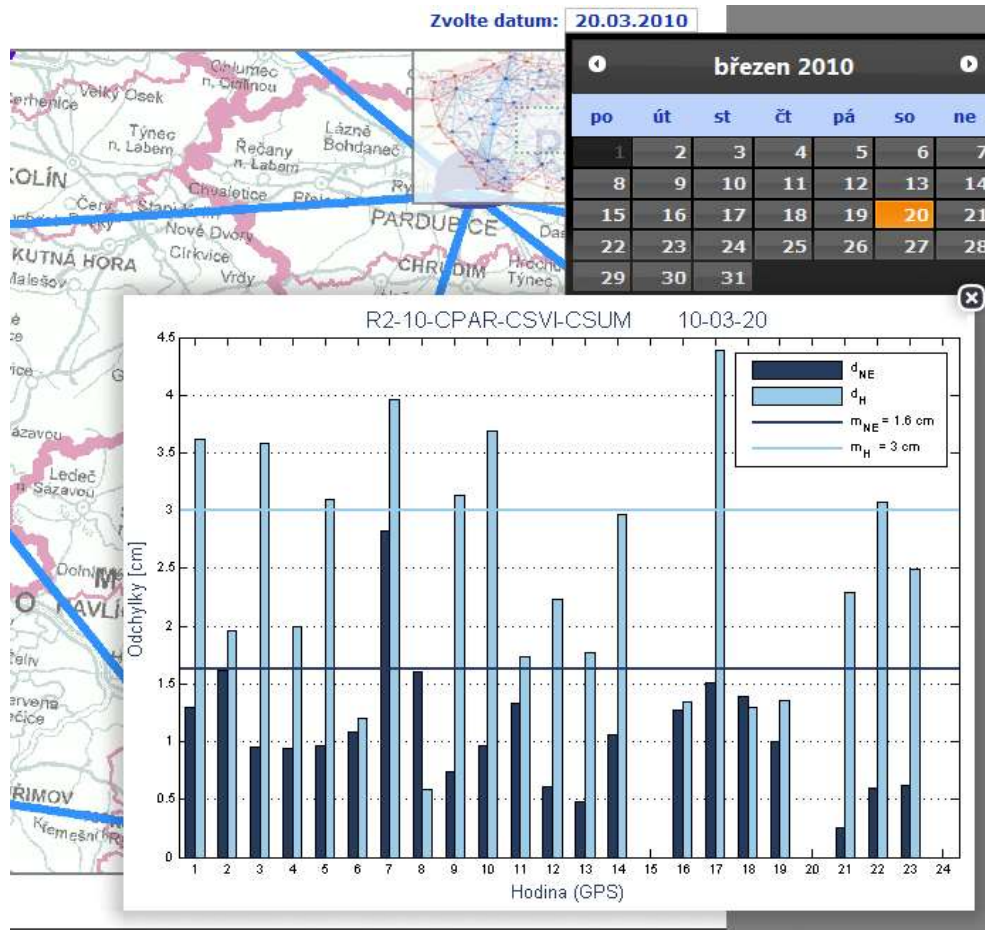 Zvolte datum: 20.03.2010
březen 2010
po út st čt pá so ne
1 2 3 4 5 6 7
8 9 10 11 12 13 14
15 16 17 18 19 20 21
22 23 24 25 26 27 28
29 30 31
Chlumec
n. Cidlinou
Velký Osek
Týnec
n. Labem
Řečany
n. Labem
Lázně
Bohdaneč
KOLÍN
Chvaletice
PARDUBICE
Nové Dvory
KUTNÁ HORA
Církvice
Vrdy
CHRUDIM
Týnec
Malešov
Ledeč
n. Sázavou
R2-10-CPAR-CSVI-CSUM 10-03-20
d NE
d H
m NE = 1.6 cm
m H = 3 cm
Odchylky [cm]
4.5
4
3.5
3
2.5
2
1.5
1
0.5
0
1 2 3 4 5 6 7 8 9 10 11 12 13 14 15 16 17 18 19 20 21 22 23 24
Hodina (GPS)